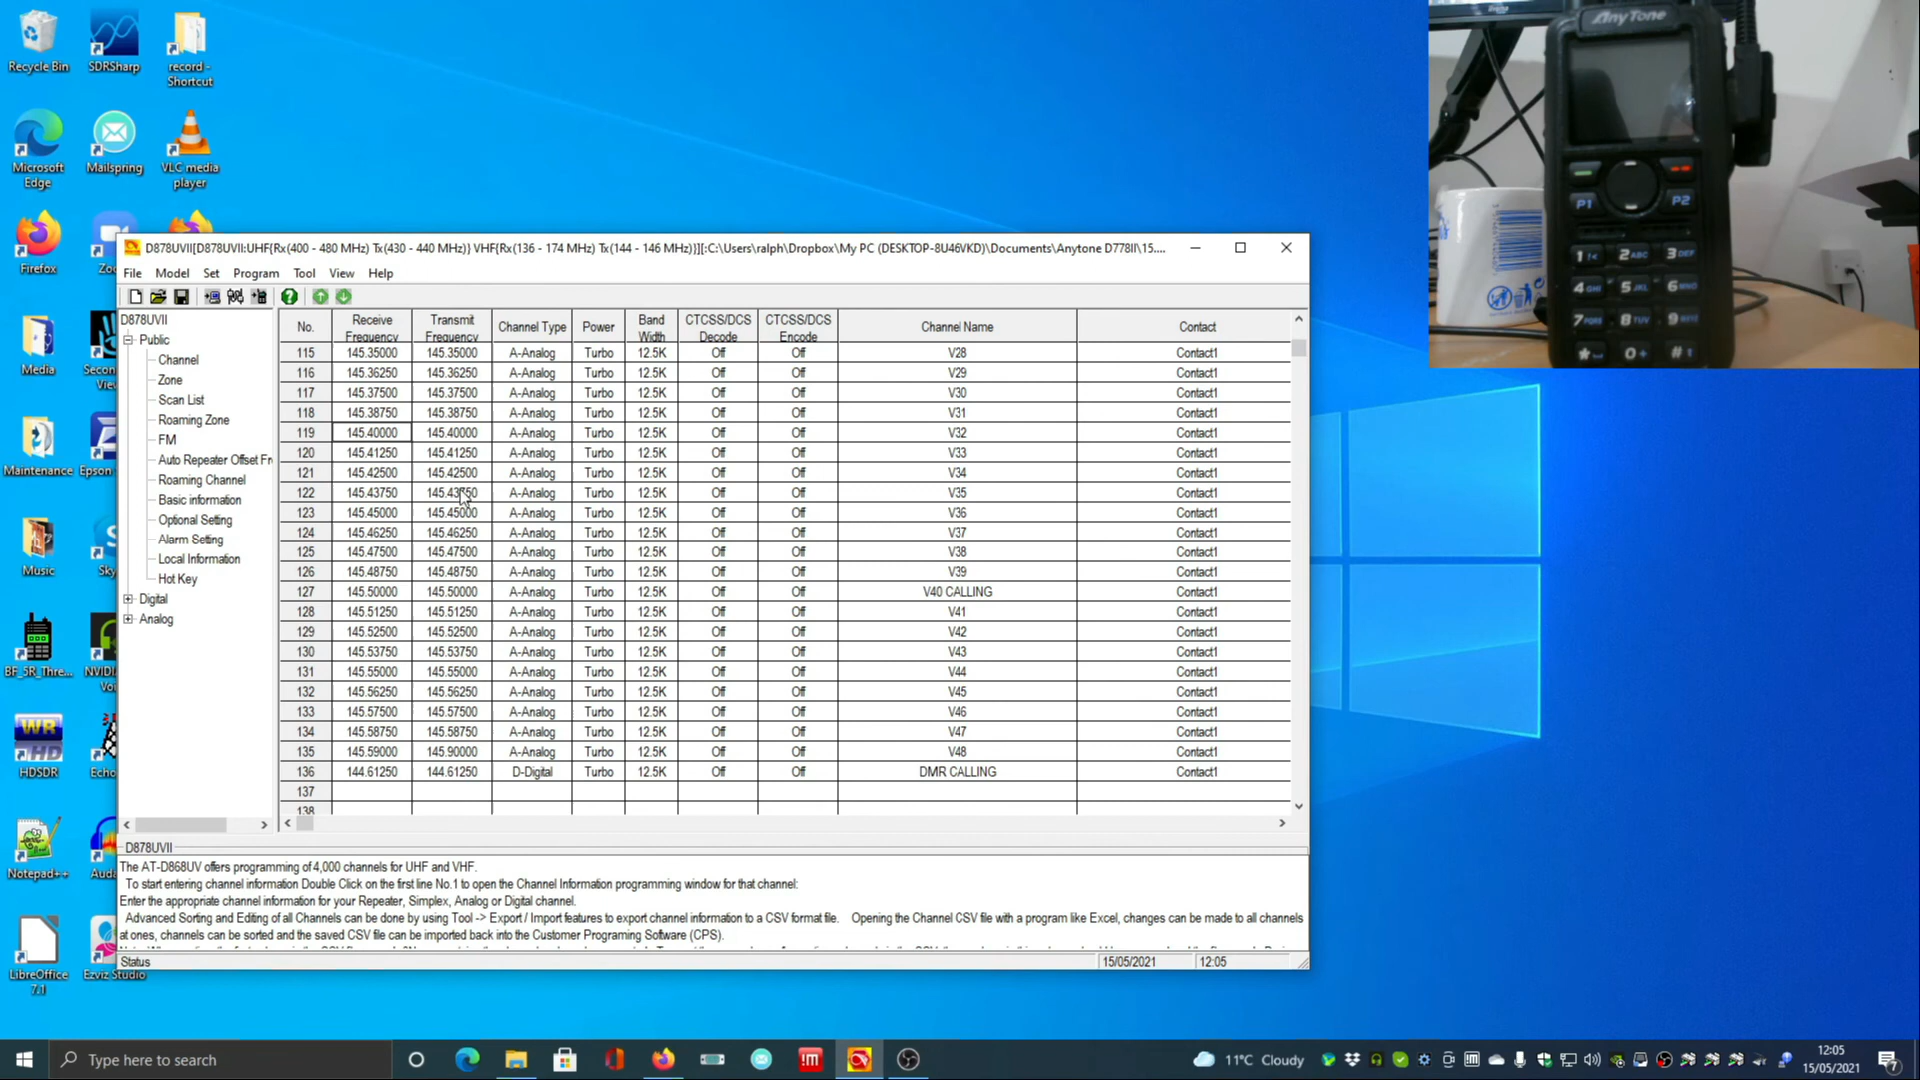 Recycle Bin
SDRSharp
record -
Shortcut
Microsoft
Edge
Mailspring
VLC media
player
Firefox
Media
Maintenance
Epson
Music
BF_5R_Thre...
HDSDR
Notepad++
LibreOffice
7.1
Ezviz Studio
AnyTone
P1
P2
D878UVII[D878UVII:UHF{Rx(400 - 480 MHz) Tx(430 - 440 MHz)} VHF{Rx(136 - 174 MHz) Tx(144 - 146 MHz)}][:C:\Users\ralph\Dropbox\My PC (DESKTOP-8U46VKD)\Documents\Anytone D778II\15....
File Model Set Program Tool View Help
D878UVII
Public
Channel
Zone
Scan List
Roaming Zone
FM
Auto Repeater Offset Fr
Roaming Channel
Basic information
Optional Setting
Alarm Setting
Local Information
Hot Key
Digital
Analog
No. Receive Frequency Transmit Frequency Channel Type Power Band Width CTCSS/DCS Decode CTCSS/DCS Encode Channel Name Contact
115 145.35000 145.35000 A-Analog Turbo 12.5K Off Off V28 Contact1
116 145.36250 145.36250 A-Analog Turbo 12.5K Off Off V29 Contact1
117 145.37500 145.37500 A-Analog Turbo 12.5K Off Off V30 Contact1
118 145.38750 145.38750 A-Analog Turbo 12.5K Off Off V31 Contact1
119 145.40000 145.40000 A-Analog Turbo 12.5K Off Off V32 Contact1
120 145.41250 145.41250 A-Analog Turbo 12.5K Off Off V33 Contact1
121 145.42500 145.42500 A-Analog Turbo 12.5K Off Off V34 Contact1
122 145.43750 145.43750 A-Analog Turbo 12.5K Off Off V35 Contact1
123 145.45000 145.45000 A-Analog Turbo 12.5K Off Off V36 Contact1
124 145.46250 145.46250 A-Analog Turbo 12.5K Off Off V37 Contact1
125 145.47500 145.47500 A-Analog Turbo 12.5K Off Off V38 Contact1
126 145.48750 145.48750 A-Analog Turbo 12.5K Off Off V39 Contact1
127 145.50000 145.50000 A-Analog Turbo 12.5K Off Off V40 CALLING Contact1
128 145.51250 145.51250 A-Analog Turbo 12.5K Off Off V41 Contact1
129 145.52500 145.52500 A-Analog Turbo 12.5K Off Off V42 Contact1
130 145.53750 145.53750 A-Analog Turbo 12.5K Off Off V43 Contact1
131 145.55000 145.55000 A-Analog Turbo 12.5K Off Off V44 Contact1
132 145.56250 145.56250 A-Analog Turbo 12.5K Off Off V45 Contact1
133 145.57500 145.57500 A-Analog Turbo 12.5K Off Off V46 Contact1
134 145.58750 145.58750 A-Analog Turbo 12.5K Off Off V47 Contact1
135 145.59000 145.90000 A-Analog Turbo 12.5K Off Off V48 Contact1
136 144.61250 144.61250 D-Digital Turbo 12.5K Off Off DMR CALLING Contact1
137
138
D878UVII
The AT-D868UV offers programming of 4,000 channels for UHF and VHF.
To start entering channel information Double Click on the first line No.1 to open the Channel Information programming window for that channel:
Enter the appropriate channel information for your Repeater, Simplex, Analog or Digital channel.
Advanced Sorting and Editing of all Channels can be done by using Tool -> Export / Import features to export channel information to a CSV format file. Opening the Channel CSV file with a program like Excel, changes can be made to all channels
at ones, channels can be sorted and the saved CSV file can be imported back into the Customer Programing Software (CPS).
Status 15/05/2021 12:05
Type here to search
11°C Cloudy
12:05
15/05/2021